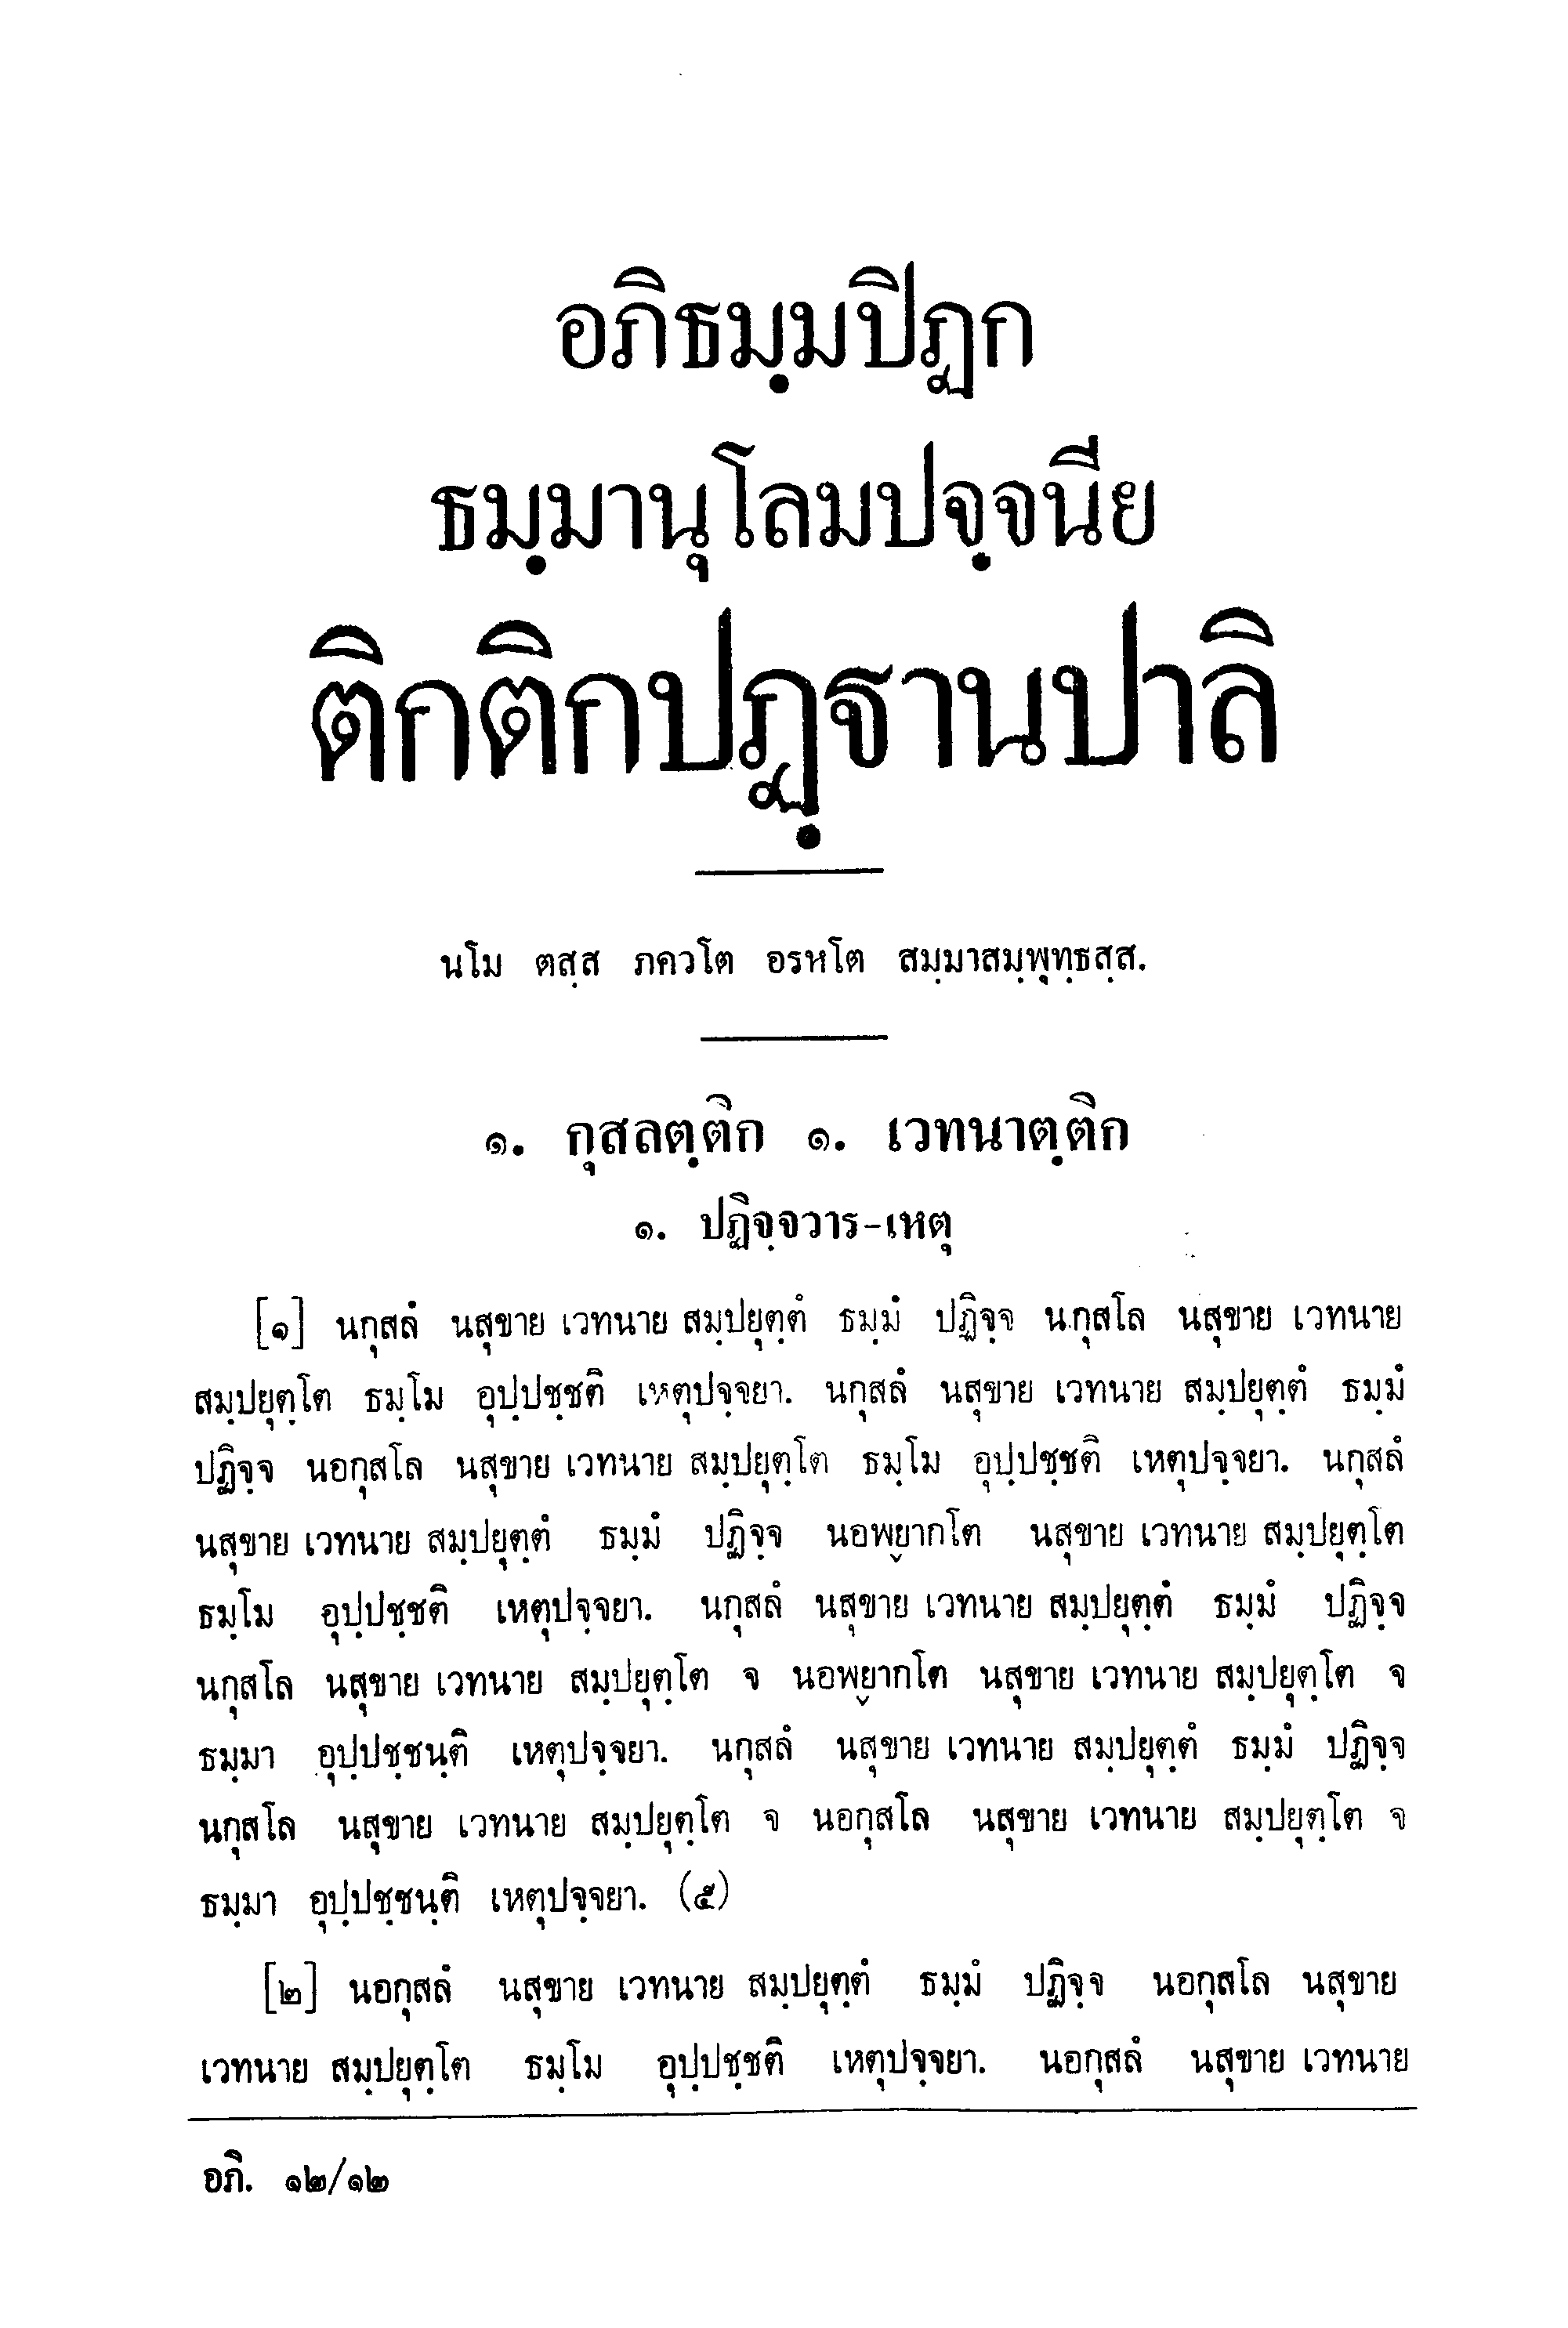 อภิธมฺมปิฏก
ธมฺมานุโลมปจฺจนีย
ติกติกปฏฺฐานปาลิ
นโม ตสฺส ภควโต อรหโต สมฺมาสมฺพุทฺธสฺส.
๑. กุสลตฺติก ๑. เวทนาตฺติก
๑. ปฏิจฺจวาร-เหตุ
[๑] นกุสลํ นสุขาย เวทนาย สมฺปยุตฺตํ ธมฺมํ ปฏิจฺจ นกุสโล นสุขาย เวทนาย
สมฺปยุตฺโต ธมฺโม อุปฺปชฺชติ เหตุปจฺจยา. นกุสลํ นสุขาย เวทนาย สมฺปยุตฺตํ ธมฺมํ
ปฏิจฺจ นอกุสโล นสุขาย เวทนาย สมฺปยุตฺโต ธมฺโม อุปฺปชฺชติ เหตุปจฺจยา. นกุสลํ
นสุขาย เวทนาย สมฺปยุตฺตํ ธมฺมํ ปฏิจฺจ นอพฺยากโต นสุขาย เวทนาย สมฺปยุตฺโต
ธมฺโม อุปฺปชฺชติ เหตุปจฺจยา. นกุสลํ นสุขาย เวทนาย สมฺปยุตฺตํ ธมฺมํ ปฏิจฺจ
นกุสโล นสุขาย เวทนาย สมฺปยุตฺโต จ นอพฺยากโต นสุขาย เวทนาย สมฺปยุตฺโต จ
ธมฺมา อุปฺปชฺชนฺติ เหตุปจฺจยา. นกุสลํ นสุขาย เวทนาย สมฺปยุตฺตํ ธมฺมํ ปฏิจฺจ
นกุสโล นสุขาย เวทนาย สมฺปยุตฺโต จ นอกุสโล นสุขาย เวทนาย สมฺปยุตฺโต จ
ธมฺมา อุปฺปชฺชนฺติ เหตุปจฺจยา. (๕)
[๒] นอกุสลํ นสุขาย เวทนาย สมฺปยุตฺตํ ธมฺมํ ปฏิจฺจ นอกุสโล นสุขาย
เวทนาย สมฺปยุตฺโต ธมฺโม อุปฺปชฺชติ เหตุปจฺจยา. นอกุสลํ นสุขาย เวทนาย
อภิ. ๑๒/๑๒